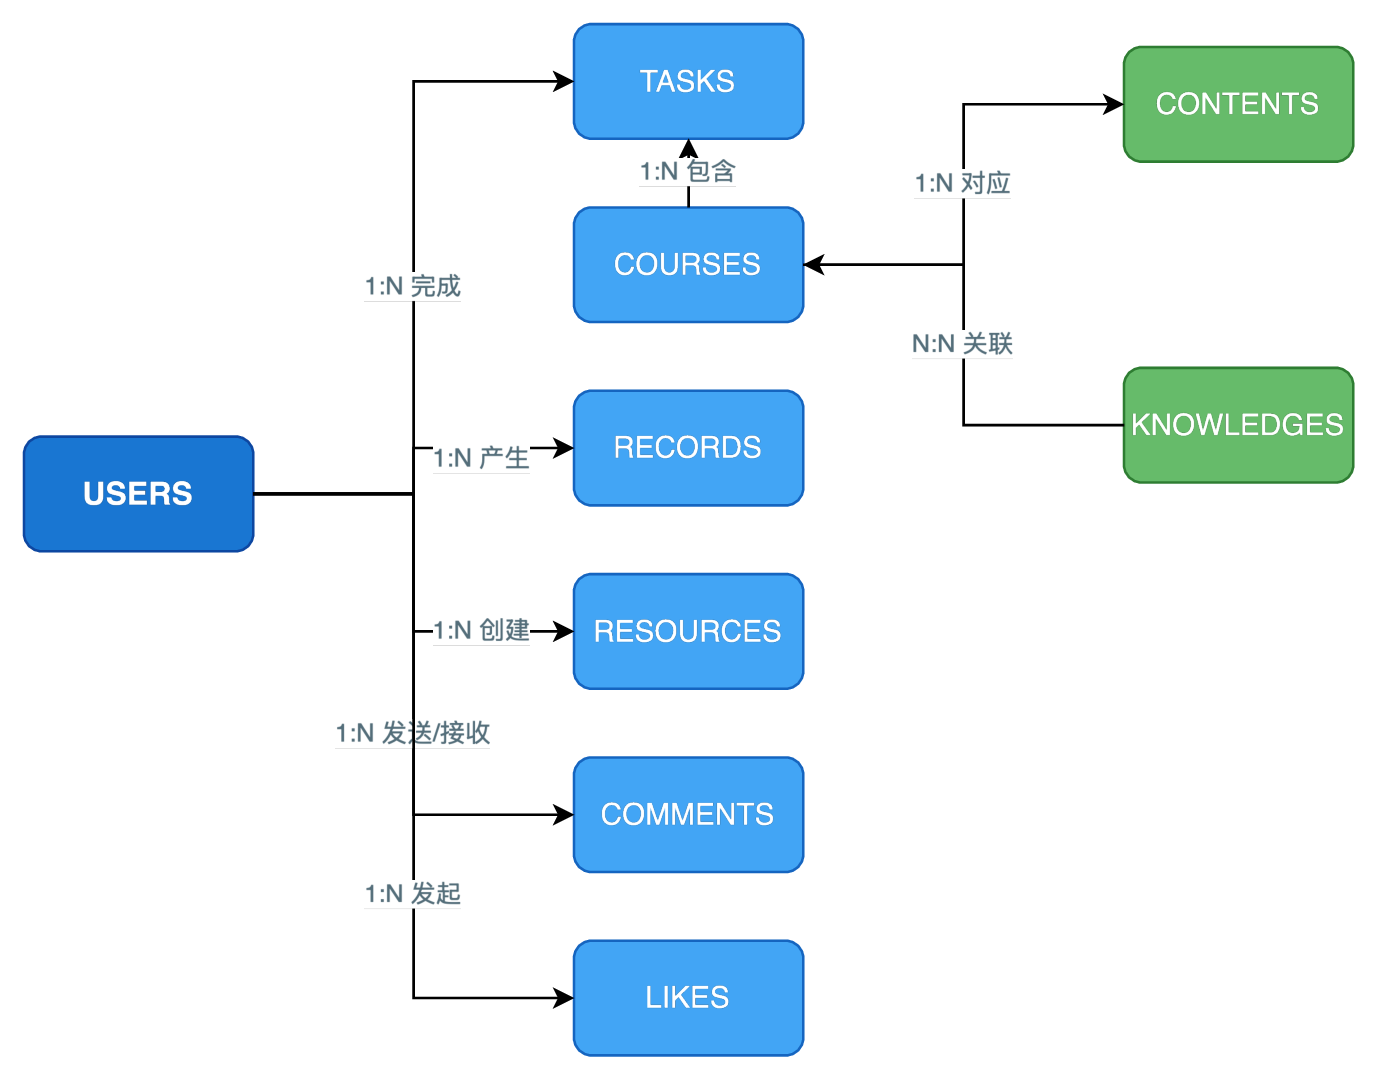 TASKS
CONTENTS
1:N 包含
1:N 对应
COURSES
1:N 完成
N:N 关联
KNOWLEDGES
RECORDS
1:N 产生
USERS
RESOURCES
1:N 创建
1:N 发送/接收
COMMENTS
1:N 发起
LIKES